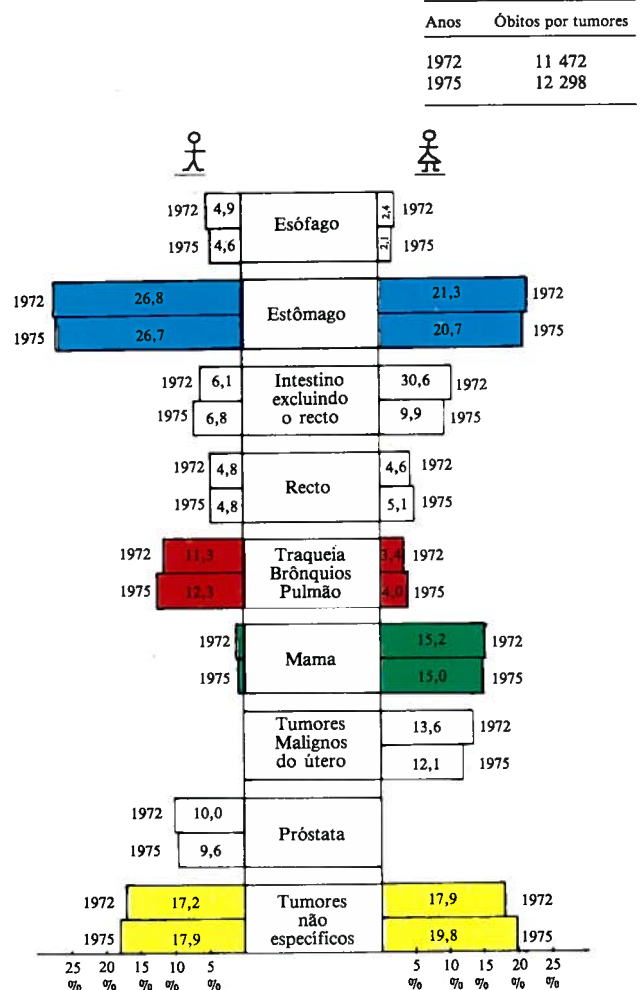 Anos Óbitos por tumores
1972 11 472
1975 12 298
1972 4,9 Esófago 2,4 1972
1975 4,6 2,1 1975
1972 26,8 Estômago 21,3 1972
1975 26,7 20,7 1975
1972 6,1 Intestino 30,6 1972
excluindo
1975 6,8 o recto 9,9 1975
1972 4,8 Recto 4,6 1972
1975 4,8 5,1 1975
1972 11,3 Traqueia 3,4 1972
Brônquios
1975 12,3 Pulmão 4,0 1975
1972 Mama 15,2 1972
1975 15,0 1975
Tumores 13,6 1972
Malignos
do útero 12,1 1975
1972 10,0 Próstata
1975 9,6
1972 17,2 Tumores 17,9 1972
não
1975 17,9 específicos 19,8 1975
25 20 15 10 5 5 10 15 20 25
% % % % % % % % % %